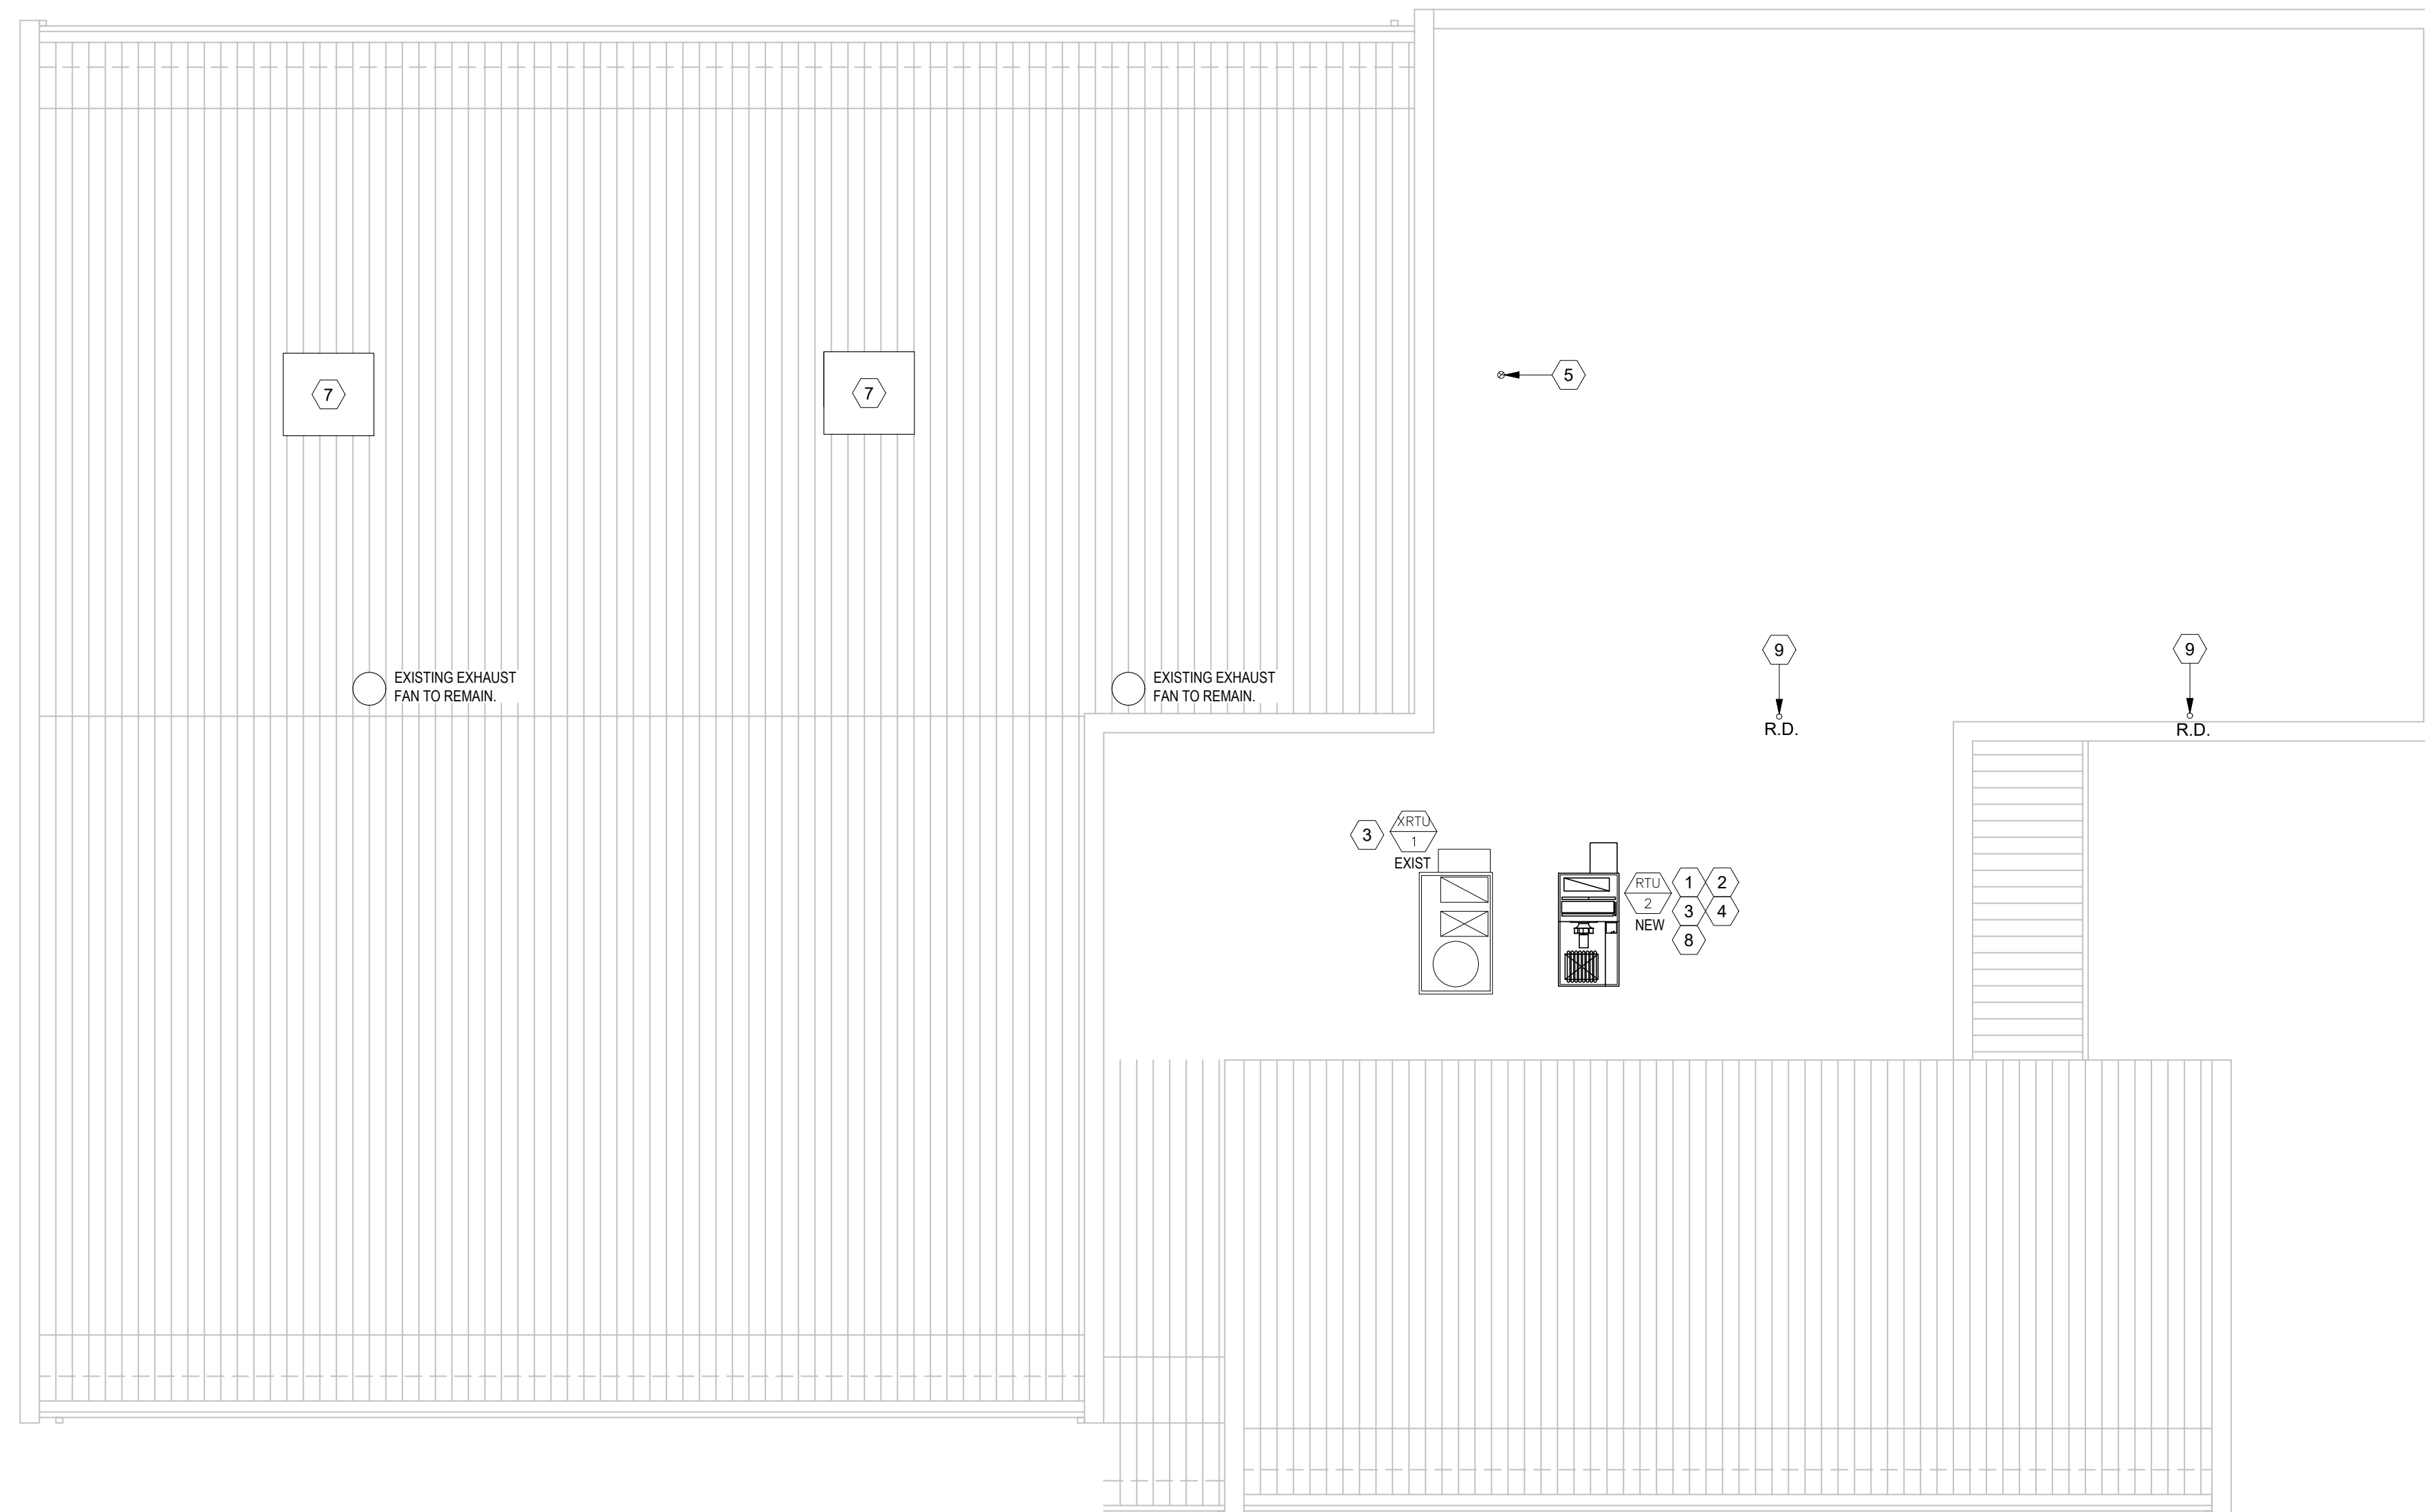 7
7
5
9
9
R.D.
R.D.
EXISTING EXHAUST
FAN TO REMAIN.
EXISTING EXHAUST
FAN TO REMAIN.
3
XRTU
1
EXIST
RTU
2
NEW
1
2
3
4
8